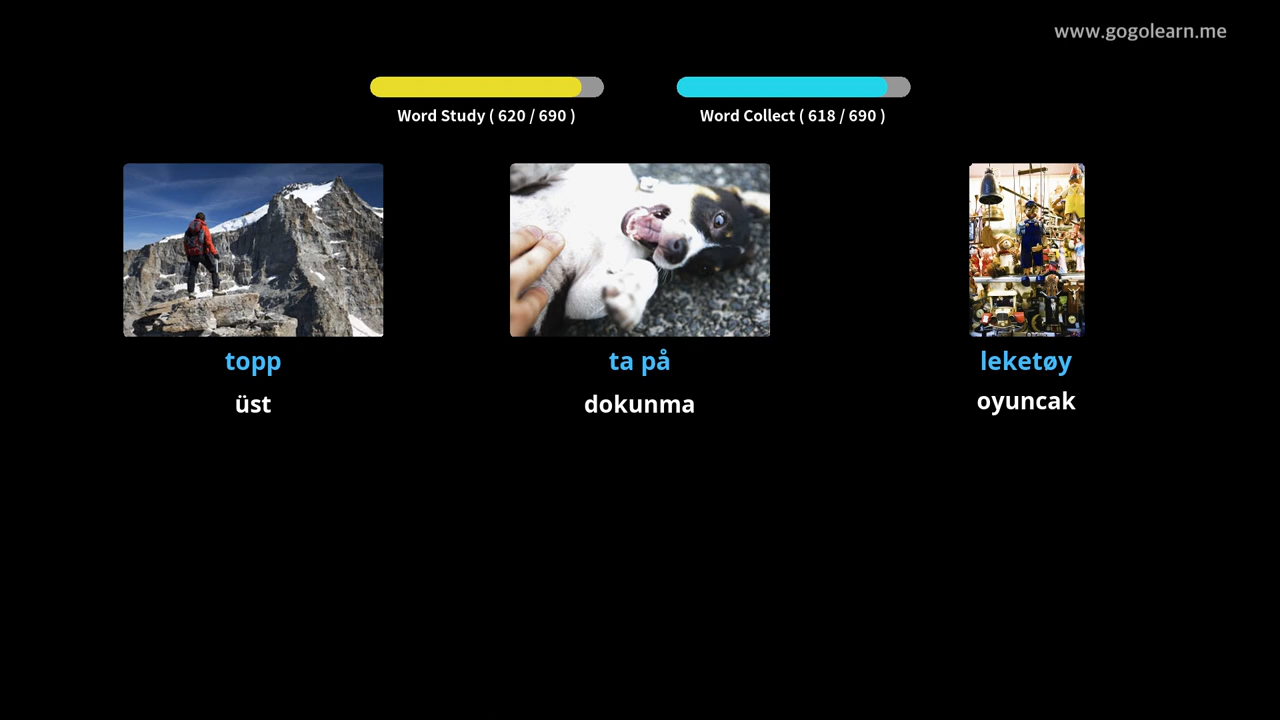 www.gogolearn.me
Word Study ( 620 / 690 )
Word Collect ( 618 / 690 )
topp
ta på
leketøy
üst
dokunma
oyuncak